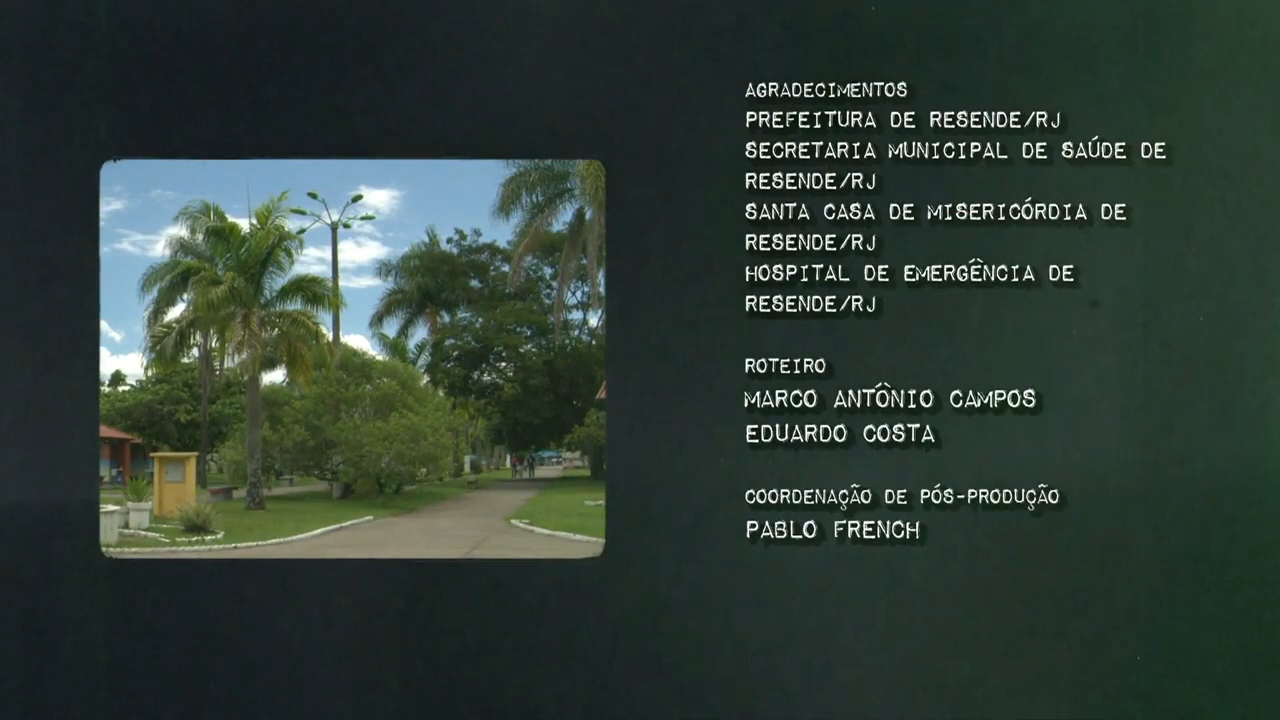 AGRADECIMENTOS
PREFEITURA DE RESENDE/RJ
SECRETARIA MUNICIPAL DE SAÚDE DE
RESENDE/RJ
SANTA CASA DE MISERICÓRDIA DE
RESENDE/RJ
HOSPITAL DE EMERGÊNCIA DE
RESENDE/RJ
ROTEIRO
MARCO ANTÔNIO CAMPOS
EDUARDO COSTA
COORDENAÇÃO DE PÓS-PRODUÇÃO
PABLO FRENCH